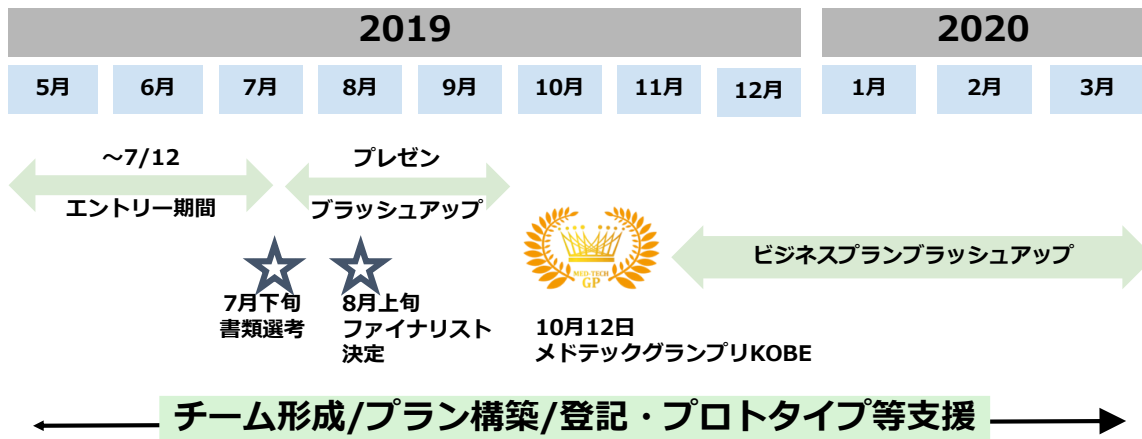 2019
2020
5月
6月
7月
8月
9月
10月
11月
12月
1月
2月
3月
～7/12
エントリー期間
プレゼン
ブラッシュアップ
ビジネスプランブラッシュアップ
MED-TECH
GP
7月下旬
書類選考
8月上旬
ファイナリスト
決定
10月12日
メドテックグランプリKOBE
チーム形成/プラン構築/登記・プロトタイプ等支援